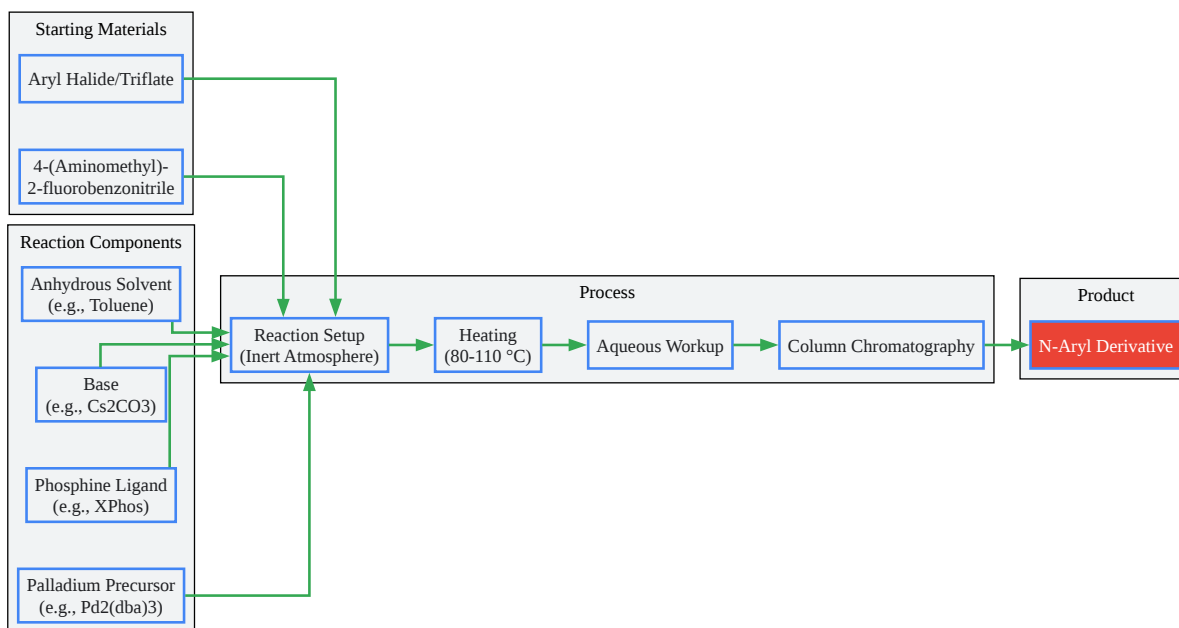 Starting Materials
Aryl Halide/Triflate
4-(Aminomethyl)-
2-fluorobenzonitrile
Reaction Components
Anhydrous Solvent
(e.g., Toluene)
Base
(e.g., Cs2CO3)
Phosphine Ligand
(e.g., XPhos)
Palladium Precursor
(e.g., Pd2(dba)3)
Process
Reaction Setup
(Inert Atmosphere)
Heating
(80-110 °C)
Aqueous Workup
Column Chromatography
Product
N-Aryl Derivative